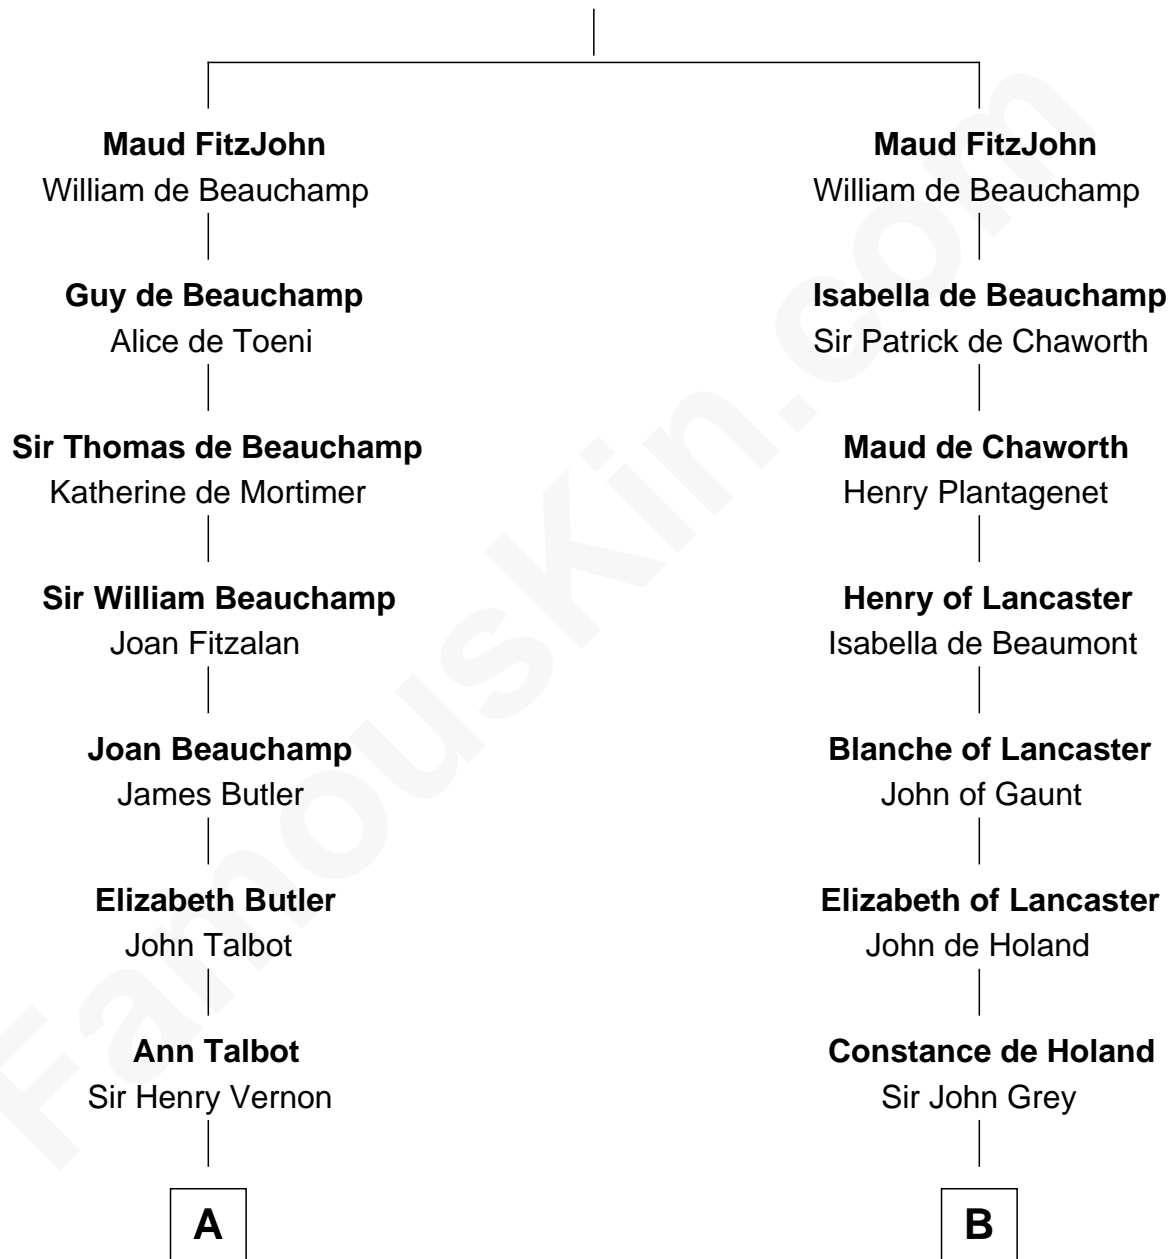 Maud FitzJohn
William de Beauchamp
Guy de Beauchamp
Alice de Toeni
Sir Thomas de Beauchamp
Katherine de Mortimer
Sir William Beauchamp
Joan Fitzalan
Joan Beauchamp
James Butler
Elizabeth Butler
John Talbot
Ann Talbot
Sir Henry Vernon
A
Maud FitzJohn
William de Beauchamp
Isabella de Beauchamp
Sir Patrick de Chaworth
Maud de Chaworth
Henry Plantagenet
Henry of Lancaster
Isabella de Beaumont
Blanche of Lancaster
John of Gaunt
Elizabeth of Lancaster
John de Holand
Constance de Holand
Sir John Grey
B
FamousKin.com